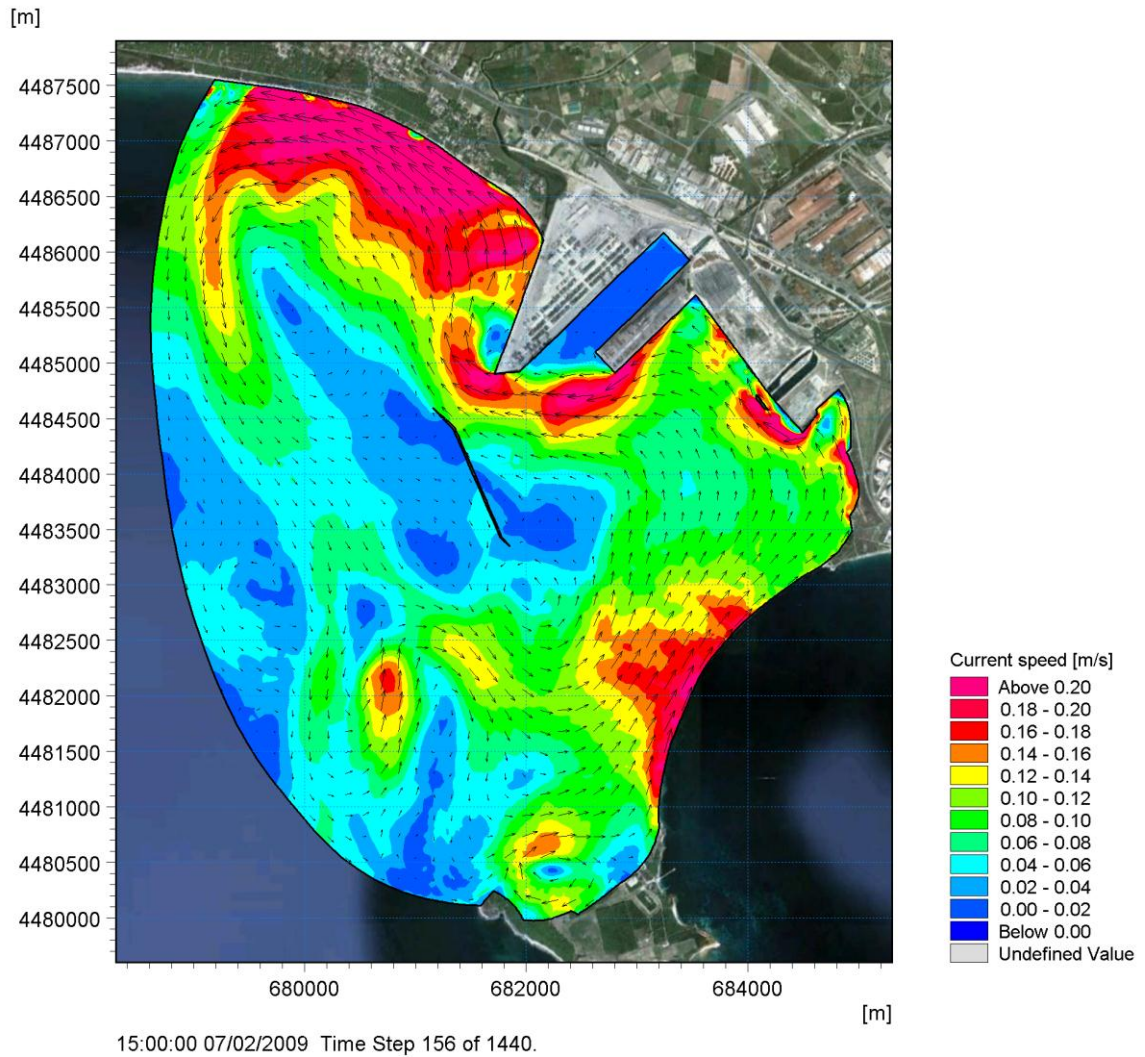 [m]
4487500
4487000
4486500
4486000
4485500
4485000
4484500
4484000
4483500
4483000
4482500
4482000
4481500
4481000
4480500
4480000
680000 682000 684000
[m]
Current speed [m/s]
Above 0.20
0.18 - 0.20
0.16 - 0.18
0.14 - 0.16
0.12 - 0.14
0.10 - 0.12
0.08 - 0.10
0.06 - 0.08
0.04 - 0.06
0.02 - 0.04
0.00 - 0.02
Below 0.00
Undefined Value
15:00:00 07/02/2009 Time Step 156 of 1440.